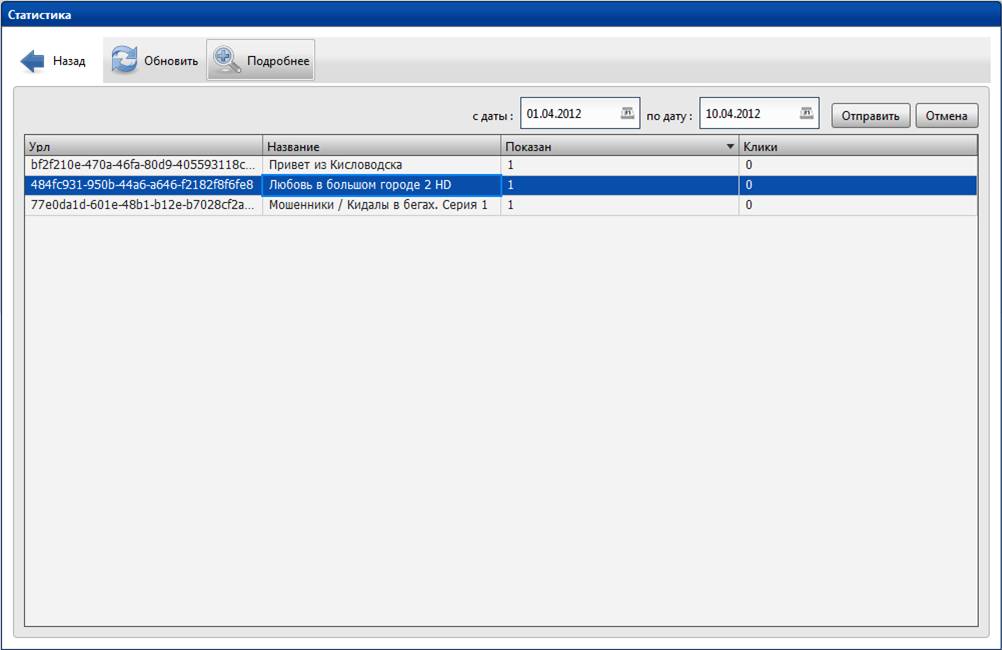 Статистика
Назад Обновить Подробнее
с даты : 01.04.2012 по дату : 10.04.2012 Отправить Отмена
Урл Название Показан Клики
bf2f210e-470a-46fa-80d9-405593118c... Привет из Кисловодска 1 0
484fc931-950b-44a6-a646-f2182f8f6fe8 Любовь в большом городе 2 HD 1 0
77e0da1d-601e-48b1-b12e-b7028cf2a... Мошенники / Кидалы в бегах. Серия 1 1 0